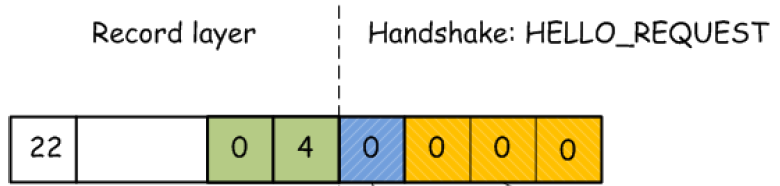 Record layer Handshake: HELLO_REQUEST
22 0 4 0 0 0 0